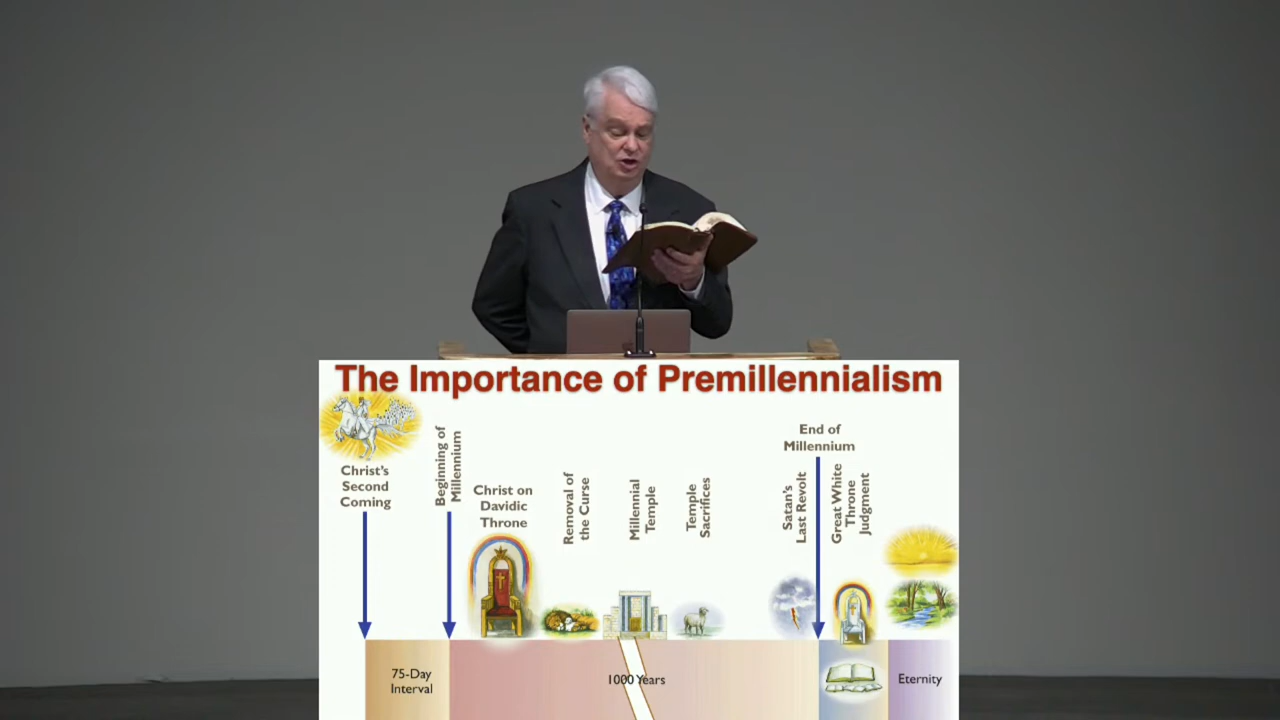 The Importance of Premillennialism
Christ's
Second
Coming
Beginning of
Millennium
Christ on
Davidic
Throne
Removal of
the Curse
Millennial
Temple
Temple
Sacrifices
End of
Millennium
Satan's
Last Revolt
Great White
Throne
Judgment
75-Day
Interval
1000 Years
Eternity